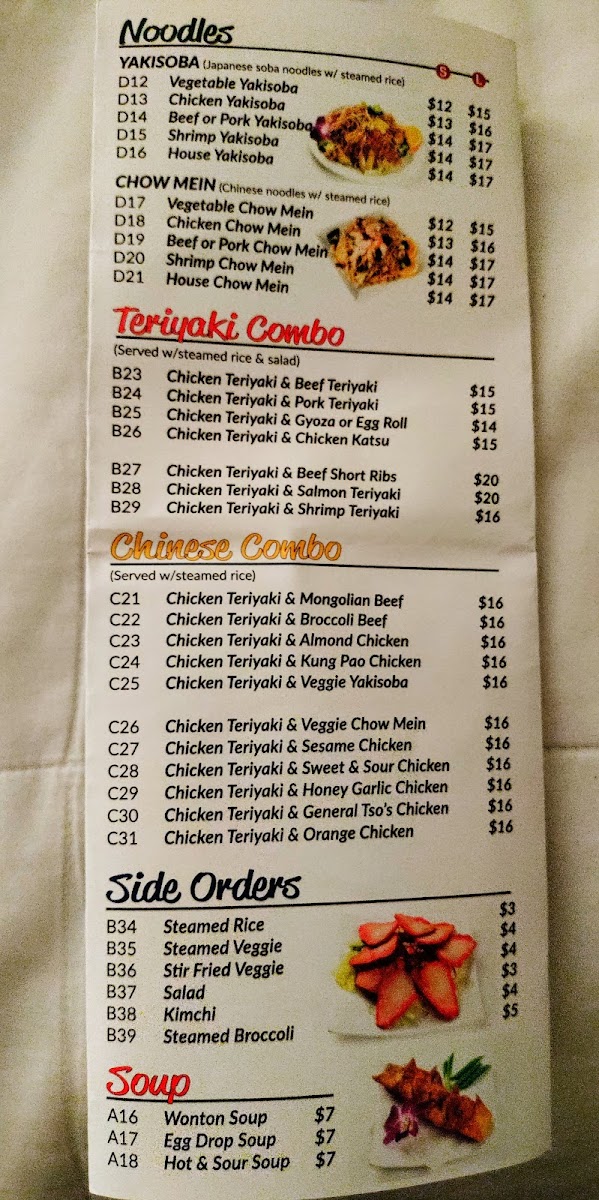 Noodles
YAKISOBA (Japanese soba noodles w/ steamed rice) S L
D12 Vegetable Yakisoba $12 $15
D13 Chicken Yakisoba $13 $16
D14 Beef or Pork Yakisoba $14 $17
D15 Shrimp Yakisoba $14 $17
D16 House Yakisoba $14 $17
CHOW MEIN (Chinese noodles w/ steamed rice)
D17 Vegetable Chow Mein $12 $15
D18 Chicken Chow Mein $13 $16
D19 Beef or Pork Chow Mein $14 $17
D20 Shrimp Chow Mein $14 $17
D21 House Chow Mein $14 $17
Teriyaki Combo
(Served w/steamed rice & salad)
B23 Chicken Teriyaki & Beef Teriyaki $15
B24 Chicken Teriyaki & Pork Teriyaki $15
B25 Chicken Teriyaki & Gyoza or Egg Roll $14
B26 Chicken Teriyaki & Chicken Katsu $15
B27 Chicken Teriyaki & Beef Short Ribs $20
B28 Chicken Teriyaki & Salmon Teriyaki $20
B29 Chicken Teriyaki & Shrimp Teriyaki $16
Chinese Combo
(Served w/steamed rice)
C21 Chicken Teriyaki & Mongolian Beef $16
C22 Chicken Teriyaki & Broccoli Beef $16
C23 Chicken Teriyaki & Almond Chicken $16
C24 Chicken Teriyaki & Kung Pao Chicken $16
C25 Chicken Teriyaki & Veggie Yakisoba $16
C26 Chicken Teriyaki & Veggie Chow Mein $16
C27 Chicken Teriyaki & Sesame Chicken $16
C28 Chicken Teriyaki & Sweet & Sour Chicken $16
C29 Chicken Teriyaki & Honey Garlic Chicken $16
C30 Chicken Teriyaki & General Tso's Chicken $16
C31 Chicken Teriyaki & Orange Chicken $16
Side Orders
B34 Steamed Rice $3
B35 Steamed Veggie $4
B36 Stir Fried Veggie $4
B37 Salad $3
B38 Kimchi $4
B39 Steamed Broccoli $5
Soup
A16 Wonton Soup $7
A17 Egg Drop Soup $7
A18 Hot & Sour Soup $7